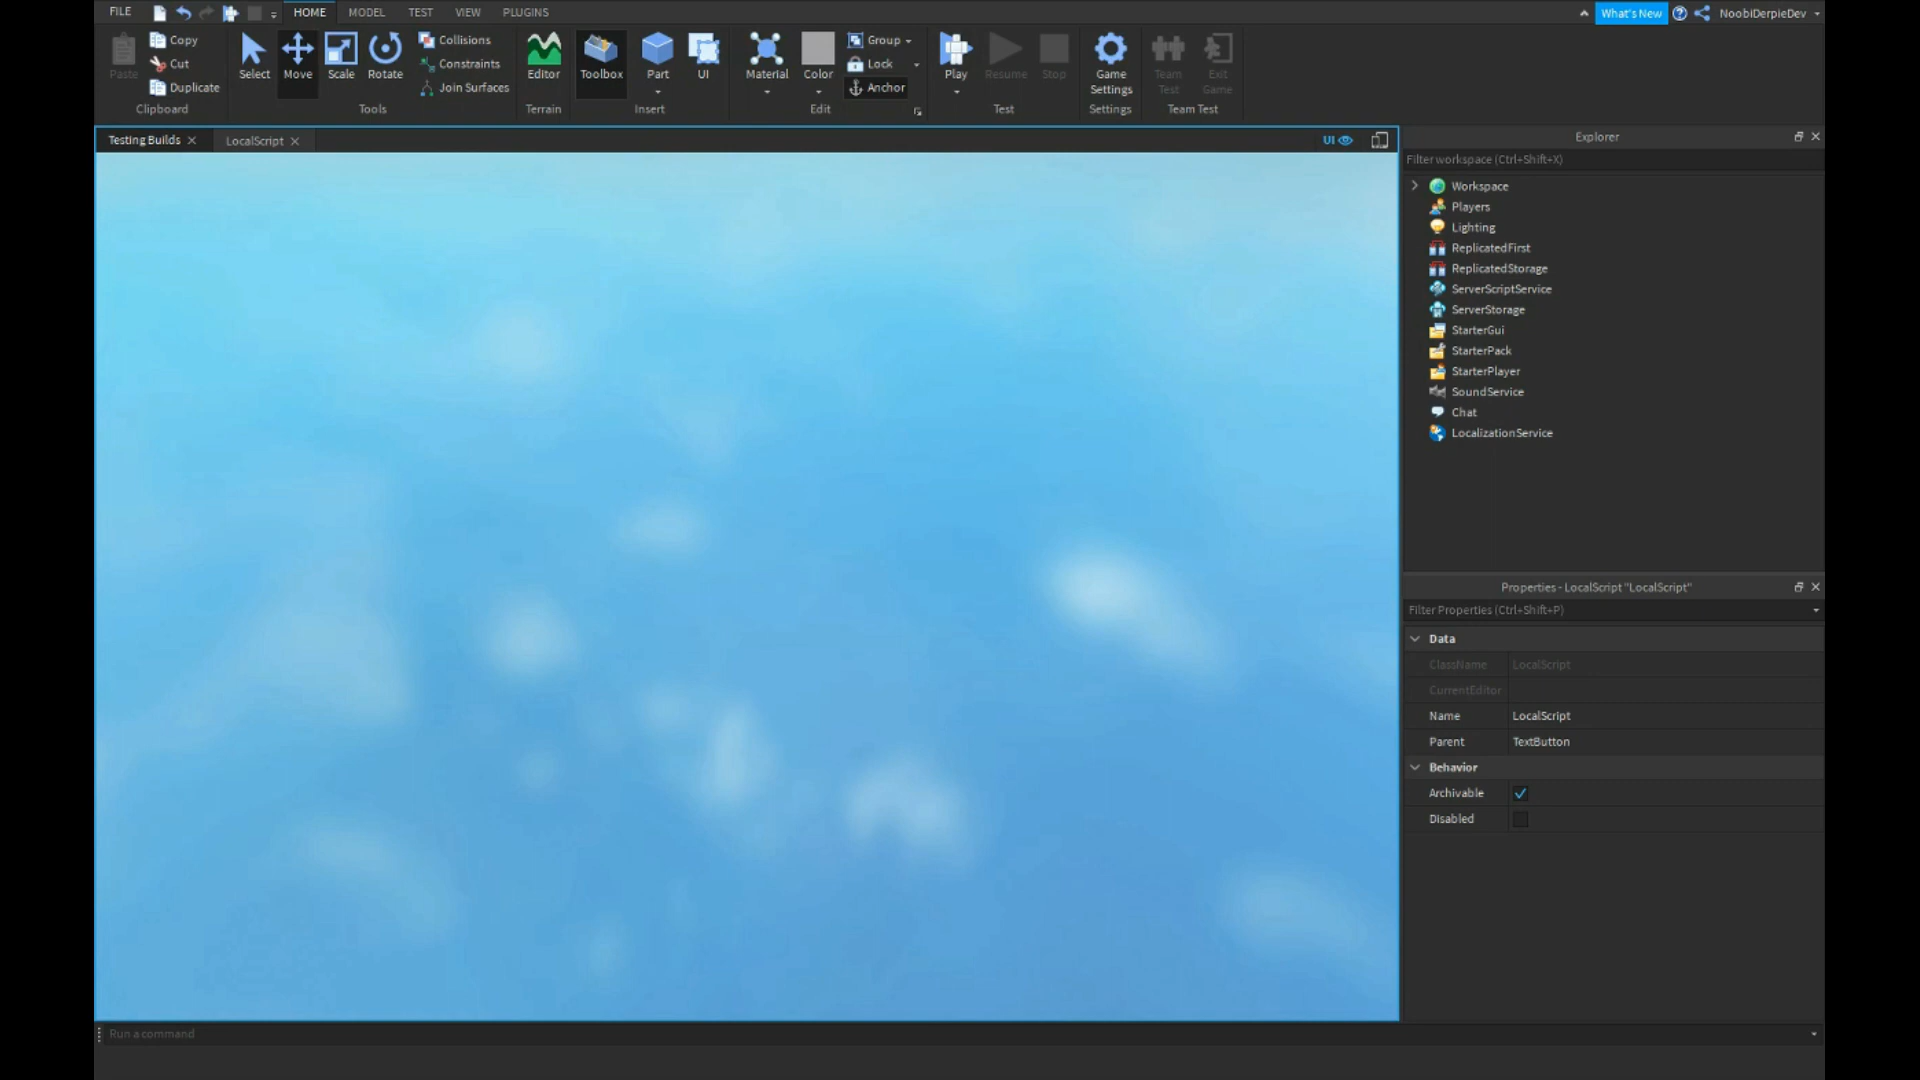 FILE HOME MODEL TEST VIEW PLUGINS What's New NoobiDerpieDev
Paste Copy Cut Duplicate Clipboard
Select Move Scale Rotate Collisions Constraints Join Surfaces Tools
Editor Terrain
Toolbox Part UI Insert
Material Color Group Lock Anchor Edit
Play Resume Stop Test
Game Settings Settings
Team Test Exit Game Team Test
Testing Builds LocalScript UI
Explorer
Filter workspace (Ctrl+Shift+X)
Workspace
Players
Lighting
ReplicatedFirst
ReplicatedStorage
ServerScriptService
ServerStorage
StarterGui
StarterPack
StarterPlayer
SoundService
Chat
LocalizationService
Properties - LocalScript "LocalScript"
Filter Properties (Ctrl+Shift+P)
Data
ClassName LocalScript
CurrentEditor
Name LocalScript
Parent TextButton
Behavior
Archivable
Disabled
Run a command